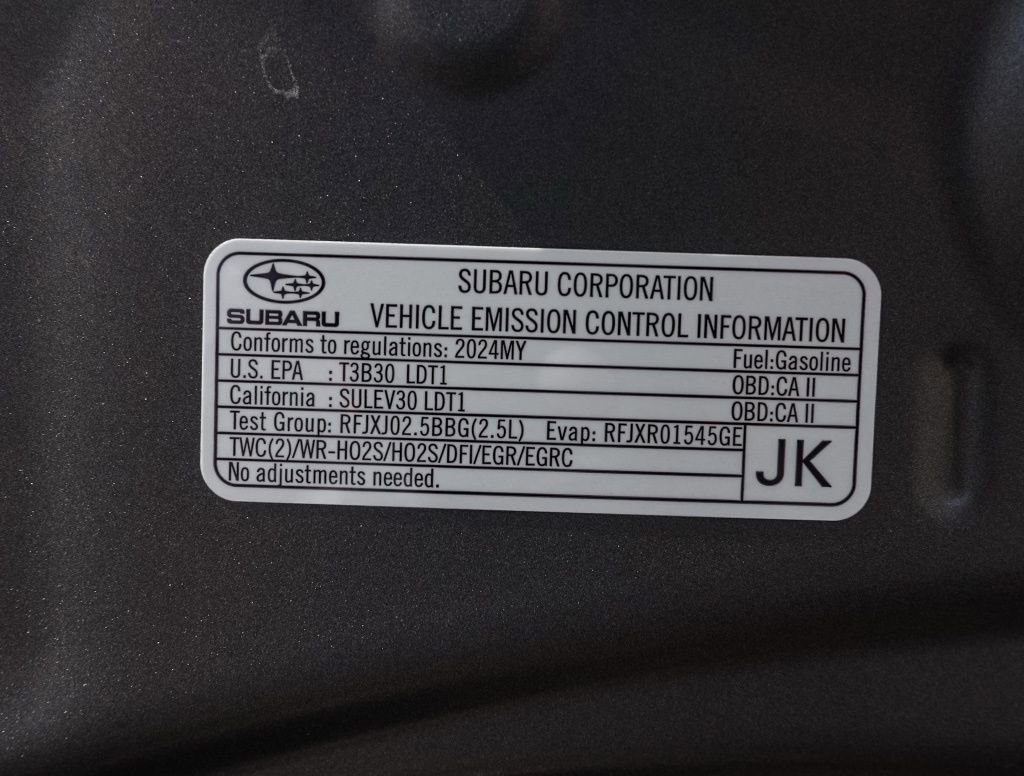 SUBARU CORPORATION
SUBARU VEHICLE EMISSION CONTROL INFORMATION
Conforms to regulations: 2024MY Fuel:Gasoline
U.S. EPA : T3B30 LDT1 OBD:CA II
California : SULEV30 LDT1 OBD:CA II
Test Group: RFJXJ02.5BBG(2.5L) Evap: RFJXR01545GE
TWC(2)/WR-HO2S/HO2S/DFI/EGR/EGRC
JK
No adjustments needed.